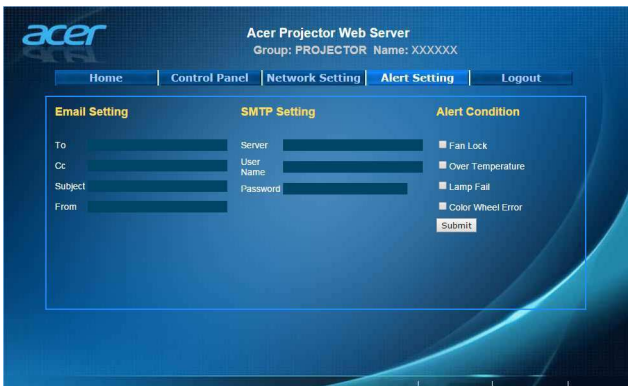 acer
Acer Projector Web Server
Group: PROJECTOR Name: XXXXXX
Home Control Panel Network Setting Alert Setting Logout
Email Setting
To
Cc
Subject
From
SMTP Setting
Server
User
Name
Password
Alert Condition
Fan Lock
Over Temperature
Lamp Fail
Color Wheel Error
Submit